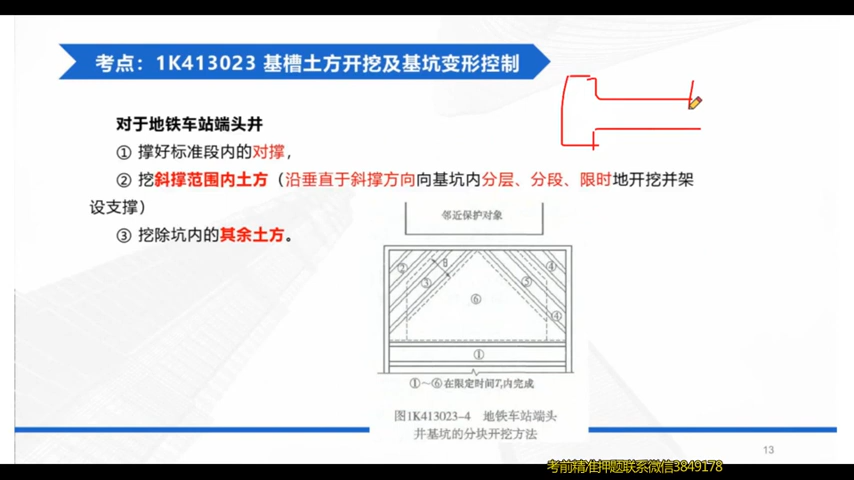 考点：1K413023 基槽土方开挖及基坑变形控制
对于地铁车站端头井
① 撑好标准段内的对撑，
② 挖斜撑范围内土方（沿垂直于斜撑方向向基坑内分层、分段、限时地开挖并架
设支撑）
③ 挖除坑内的其余土方。
邻近保护对象
② B ④
③ ⑤
⑥
④
①
①～⑥在限定时间Tr内完成
图1K413023-4 地铁车站端头
井基坑的分块开挖方法
13
考前精准押题联系微信3849178